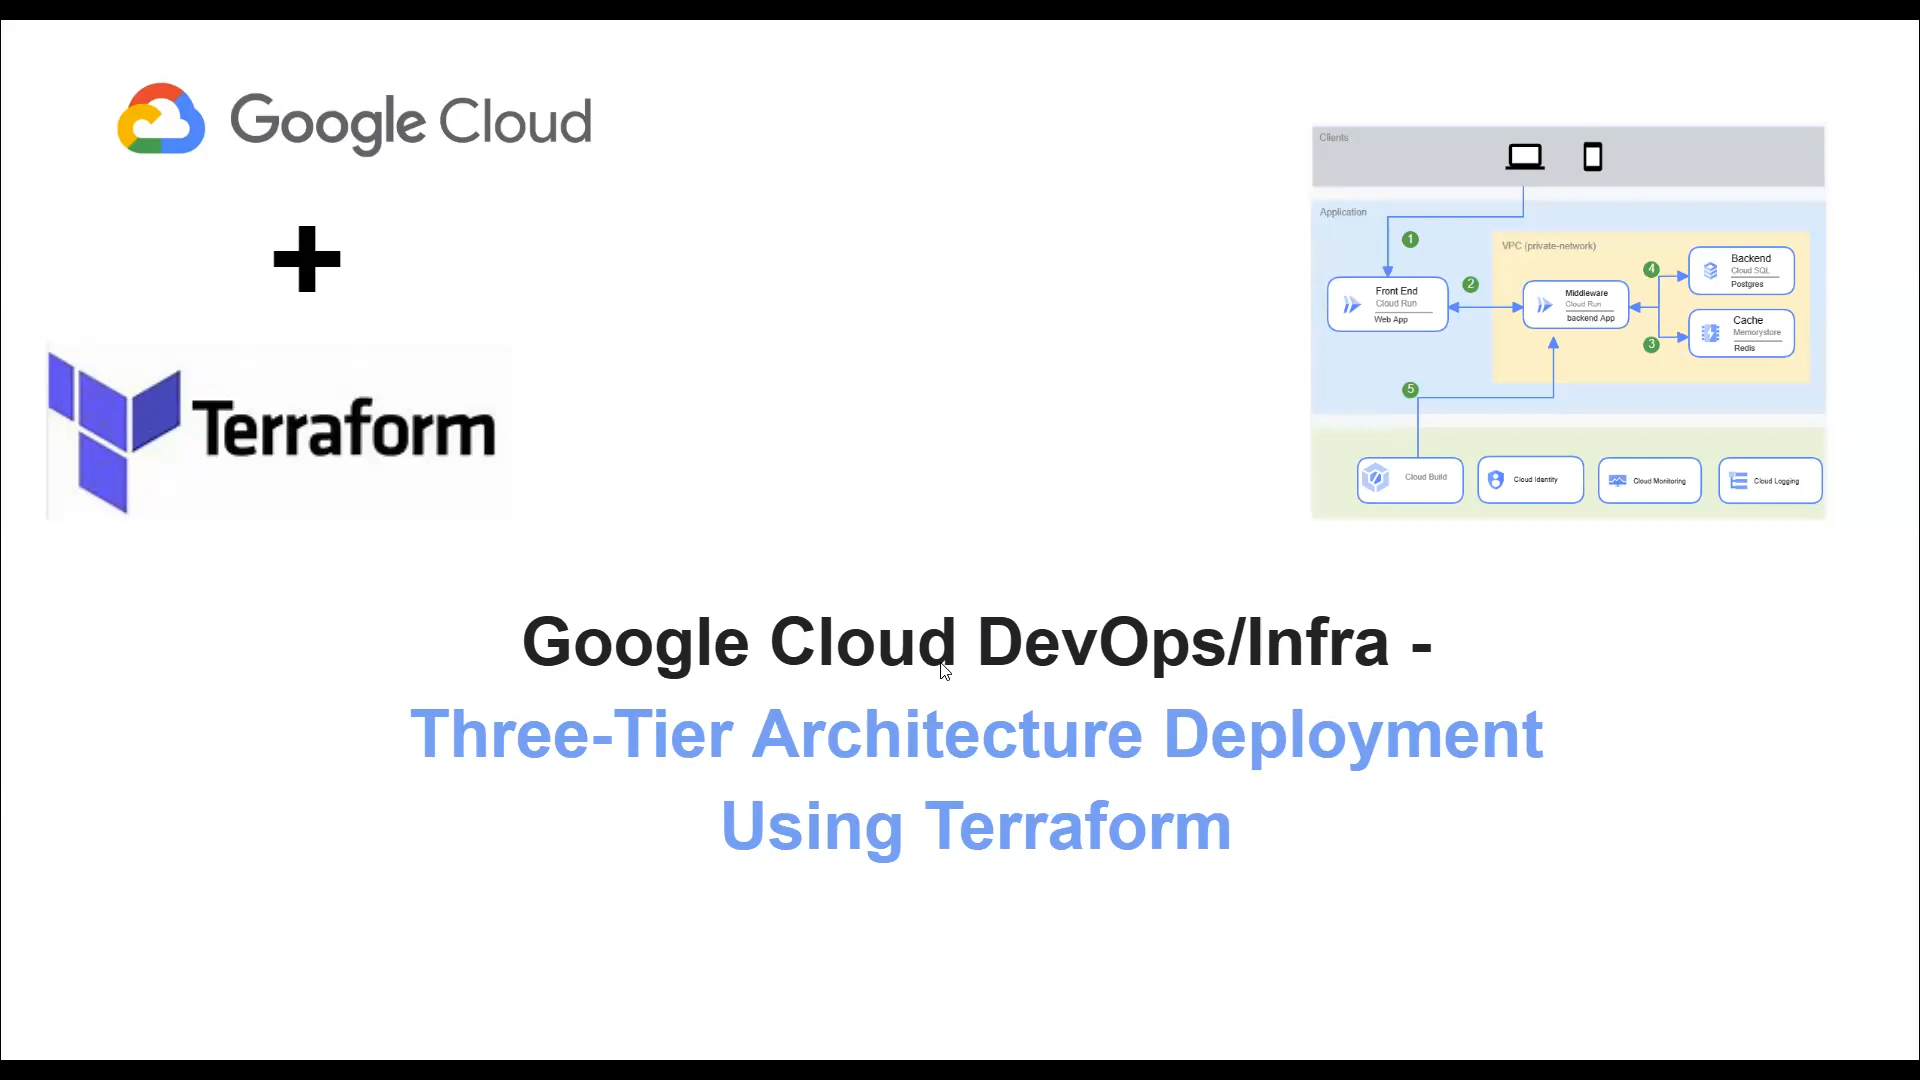 Google Cloud
Terraform
Clients
Application
1
VPC (private-network)
2
Front End
Cloud Run
Web App
Middleware
Cloud Run
backend App
4
Backend
Cloud SQL
Postgres
3
Cache
Memorystore
Redis
5
Cloud Build
Cloud Identity
Cloud Monitoring
Cloud Logging
Google Cloud DevOps/Infra -
Three-Tier Architecture Deployment
Using Terraform